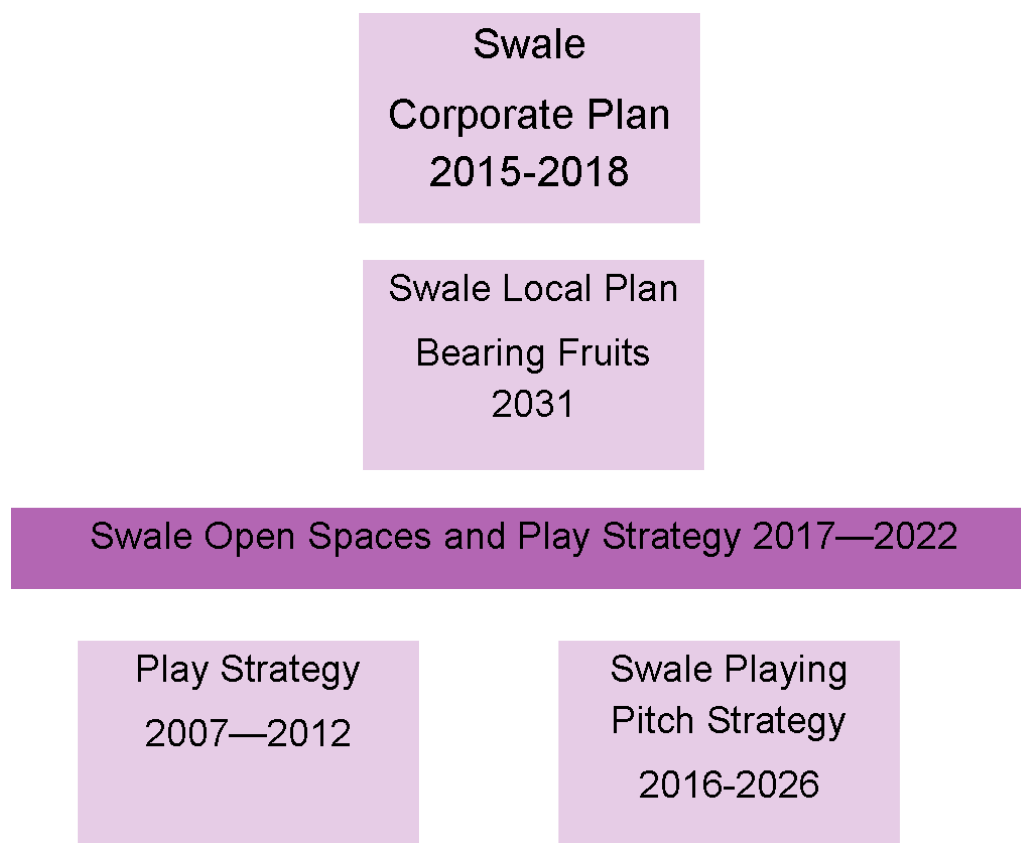 Swale
Corporate Plan
2015-2018
Swale Local Plan
Bearing Fruits
2031
Swale Open Spaces and Play Strategy 2017—2022
Play Strategy
2007—2012
Swale Playing
Pitch Strategy
2016-2026